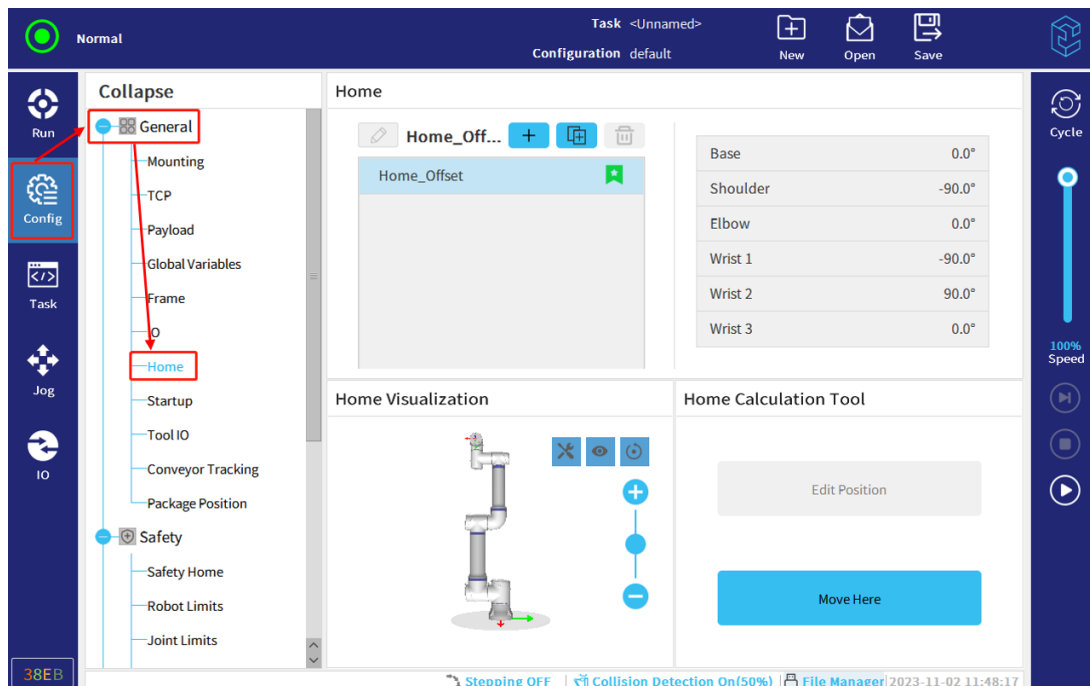 Normal
Task <Unnamed>
Configuration default
New
Open
Save
Run
Config
Task
Jog
IO
38EB
Collapse
General
Mounting
TCP
Payload
Global Variables
Frame
IO
Home
Startup
Tool IO
Conveyor Tracking
Package Position
Safety
Safety Home
Robot Limits
Joint Limits
Home
Home_Off...
Home_Offset
Base 0.0°
Shoulder -90.0°
Elbow 0.0°
Wrist 1 -90.0°
Wrist 2 90.0°
Wrist 3 0.0°
Home Visualization
Home Calculation Tool
Edit Position
Move Here
Cycle
100%
Speed
Stepping OFF Collision Detection On(50%) File Manager 2023-11-02 11:48:17